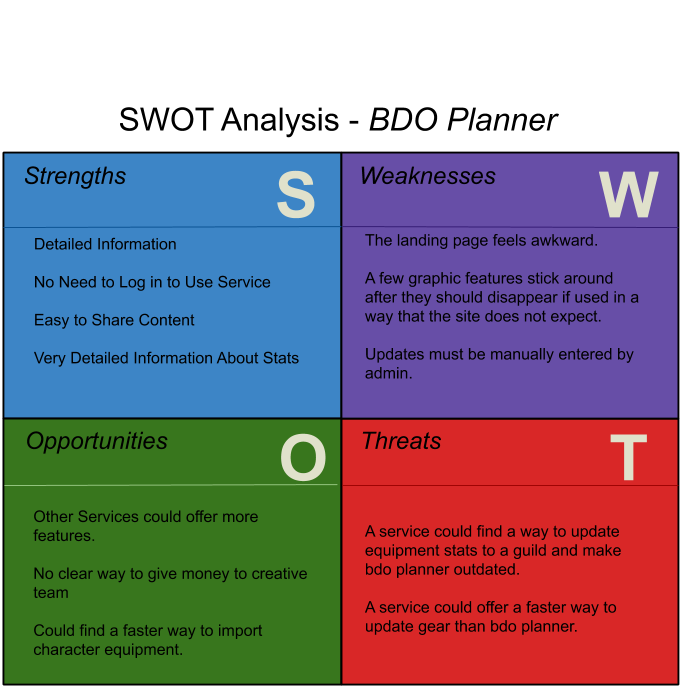 SWOT Analysis - BDO Planner
Strengths
S
Detailed Information
No Need to Log in to Use Service
Easy to Share Content
Very Detailed Information About Stats
Weaknesses
W
The landing page feels awkward.
A few graphic features stick around
after they should disappear if used in a
way that the site does not expect.
Updates must be manually entered by
admin.
Opportunities
O
Other Services could offer more
features.
No clear way to give money to creative
team
Could find a faster way to import
character equipment.
Threats
T
A service could find a way to update
equipment stats to a guild and make
bdo planner outdated.
A service could offer a faster way to
update gear than bdo planner.